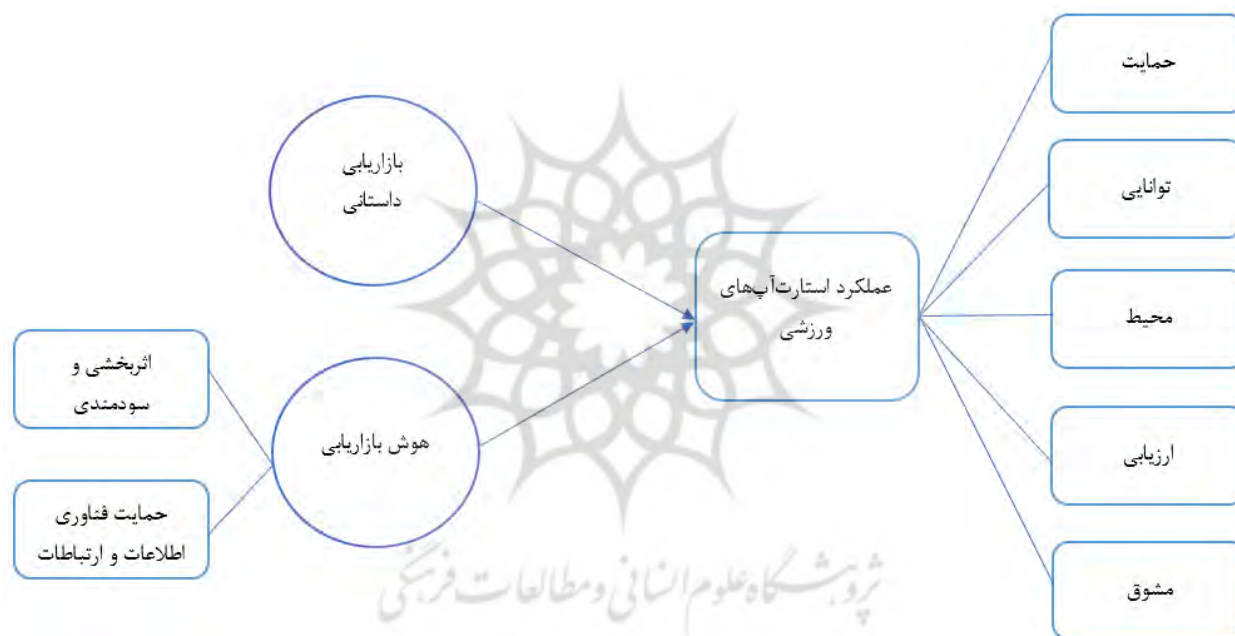 حمایت
توانایی
محیط
ارزیابی
مشوق
عملکرد استارت‌آپ‌های
ورزشی
بازاریابی
داستانی
هوش بازاریابی
اثربخشی و
سودمندی
حمایت فناوری
اطلاعات و ارتباطات
پژوهشگاه علوم انسانی و مطالعات فرهنگی